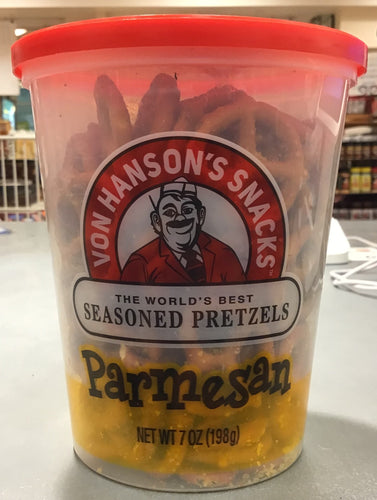 VON HANSON'S SNACKS
THE WORLD'S BEST
SEASONED PRETZELS
Parmesan
NET WT 7 OZ (198g)